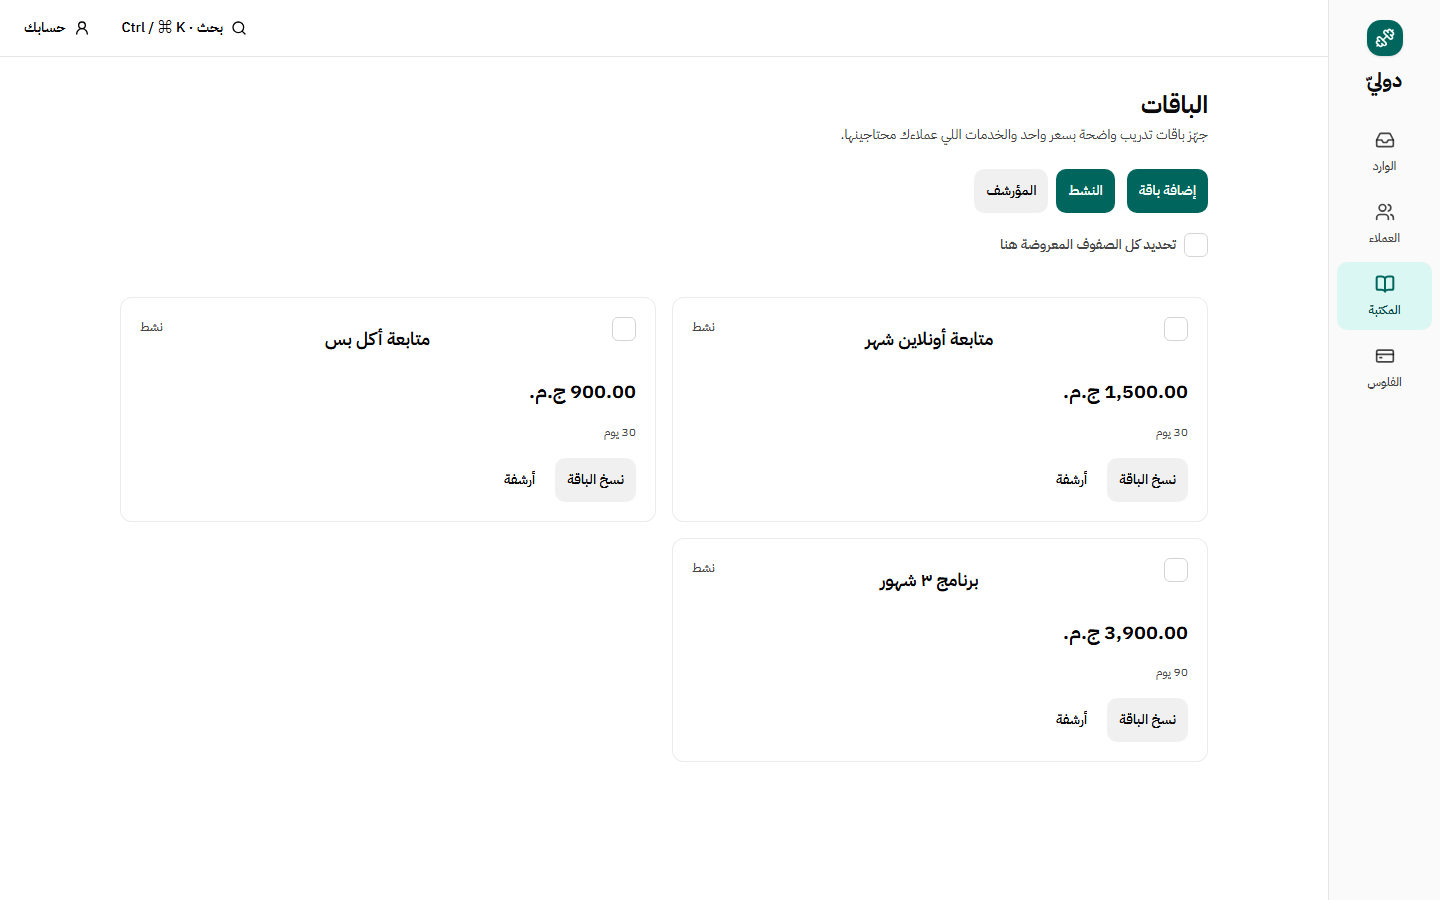 دوليّ
الوارد
العملاء
المكتبة
الفلوس
بحث · Ctrl / ⌘ K
حسابك
الباقات
جهّز باقات تدريب واضحة بسعر واحد والخدمات اللي عملاءك محتاجينها.
إضافة باقة
النشط
المؤرشف
تحديد كل الصفوف المعروضة هنا
متابعة أونلاين شهر
نشط
1,500.00 ج.م.
30 يوم
نسخ الباقة
أرشفة
متابعة أكل بس
نشط
900.00 ج.م.
30 يوم
نسخ الباقة
أرشفة
برنامج ٣ شهور
نشط
3,900.00 ج.م.
90 يوم
نسخ الباقة
أرشفة